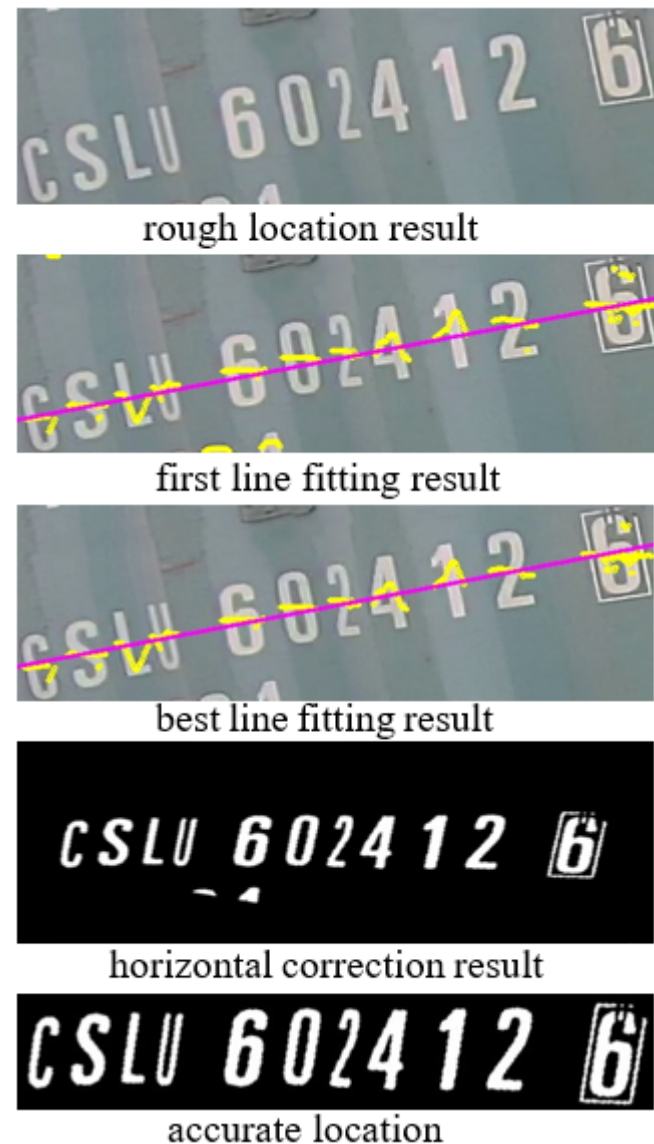 CSLU 602412 6
rough location result
CSLU 602412 6
first line fitting result
CSLU 602412 6
best line fitting result
CSLU 602412 6
horizontal correction result
CSLU 602412 6
accurate location